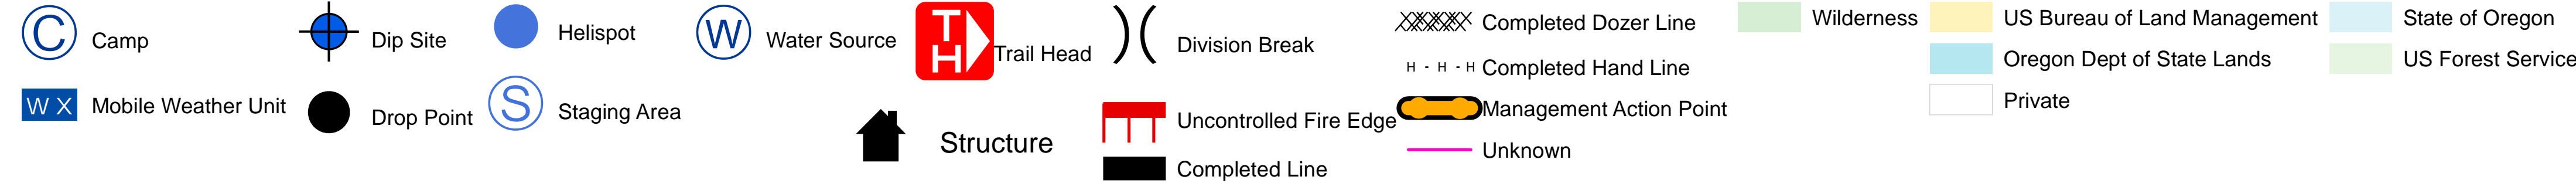 C Camp
Dip Site
Helispot
W Water Source
TH Trail Head
Division Break
Completed Dozer Line
Wilderness
US Bureau of Land Management
State of Oregon
H - H - H Completed Hand Line
Oregon Dept of State Lands
US Forest Service
W X Mobile Weather Unit
Drop Point
S Staging Area
Structure
Uncontrolled Fire Edge
Management Action Point
Private
Completed Line
Unknown